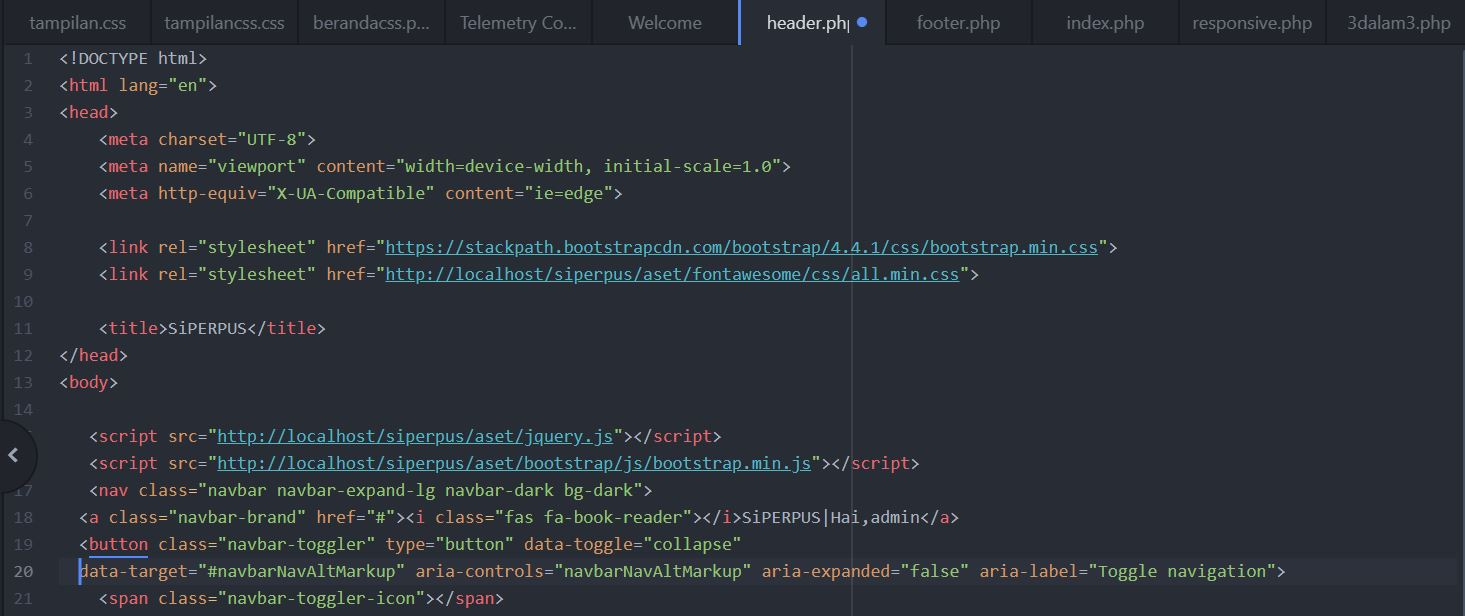 tampilan.css tampilancss.css berandacss.p... Telemetry Co... Welcome header.php footer.php index.php responsive.php 3dalam3.php
1 <!DOCTYPE html>
2 <html lang="en">
3 <head>
4 <meta charset="UTF-8">
5 <meta name="viewport" content="width=device-width, initial-scale=1.0">
6 <meta http-equiv="X-UA-Compatible" content="ie=edge">
7
8 <link rel="stylesheet" href="https://stackpath.bootstrapcdn.com/bootstrap/4.4.1/css/bootstrap.min.css">
9 <link rel="stylesheet" href="http://localhost/siperpus/aset/fontawesome/css/all.min.css">
10
11 <title>SiPERPUS</title>
12 </head>
13 <body>
14
<script src="http://localhost/siperpus/aset/jquery.js"></script>
<script src="http://localhost/siperpus/aset/bootstrap/js/bootstrap.min.js"></script>
17 <nav class="navbar navbar-expand-lg navbar-dark bg-dark">
18 <a class="navbar-brand" href="#"><i class="fas fa-book-reader"></i>SiPERPUS|Hai,admin</a>
19 <button class="navbar-toggler" type="button" data-toggle="collapse"
20 data-target="#navbarNavAltMarkup" aria-controls="navbarNavAltMarkup" aria-expanded="false" aria-label="Toggle navigation">
21 <span class="navbar-toggler-icon"></span>